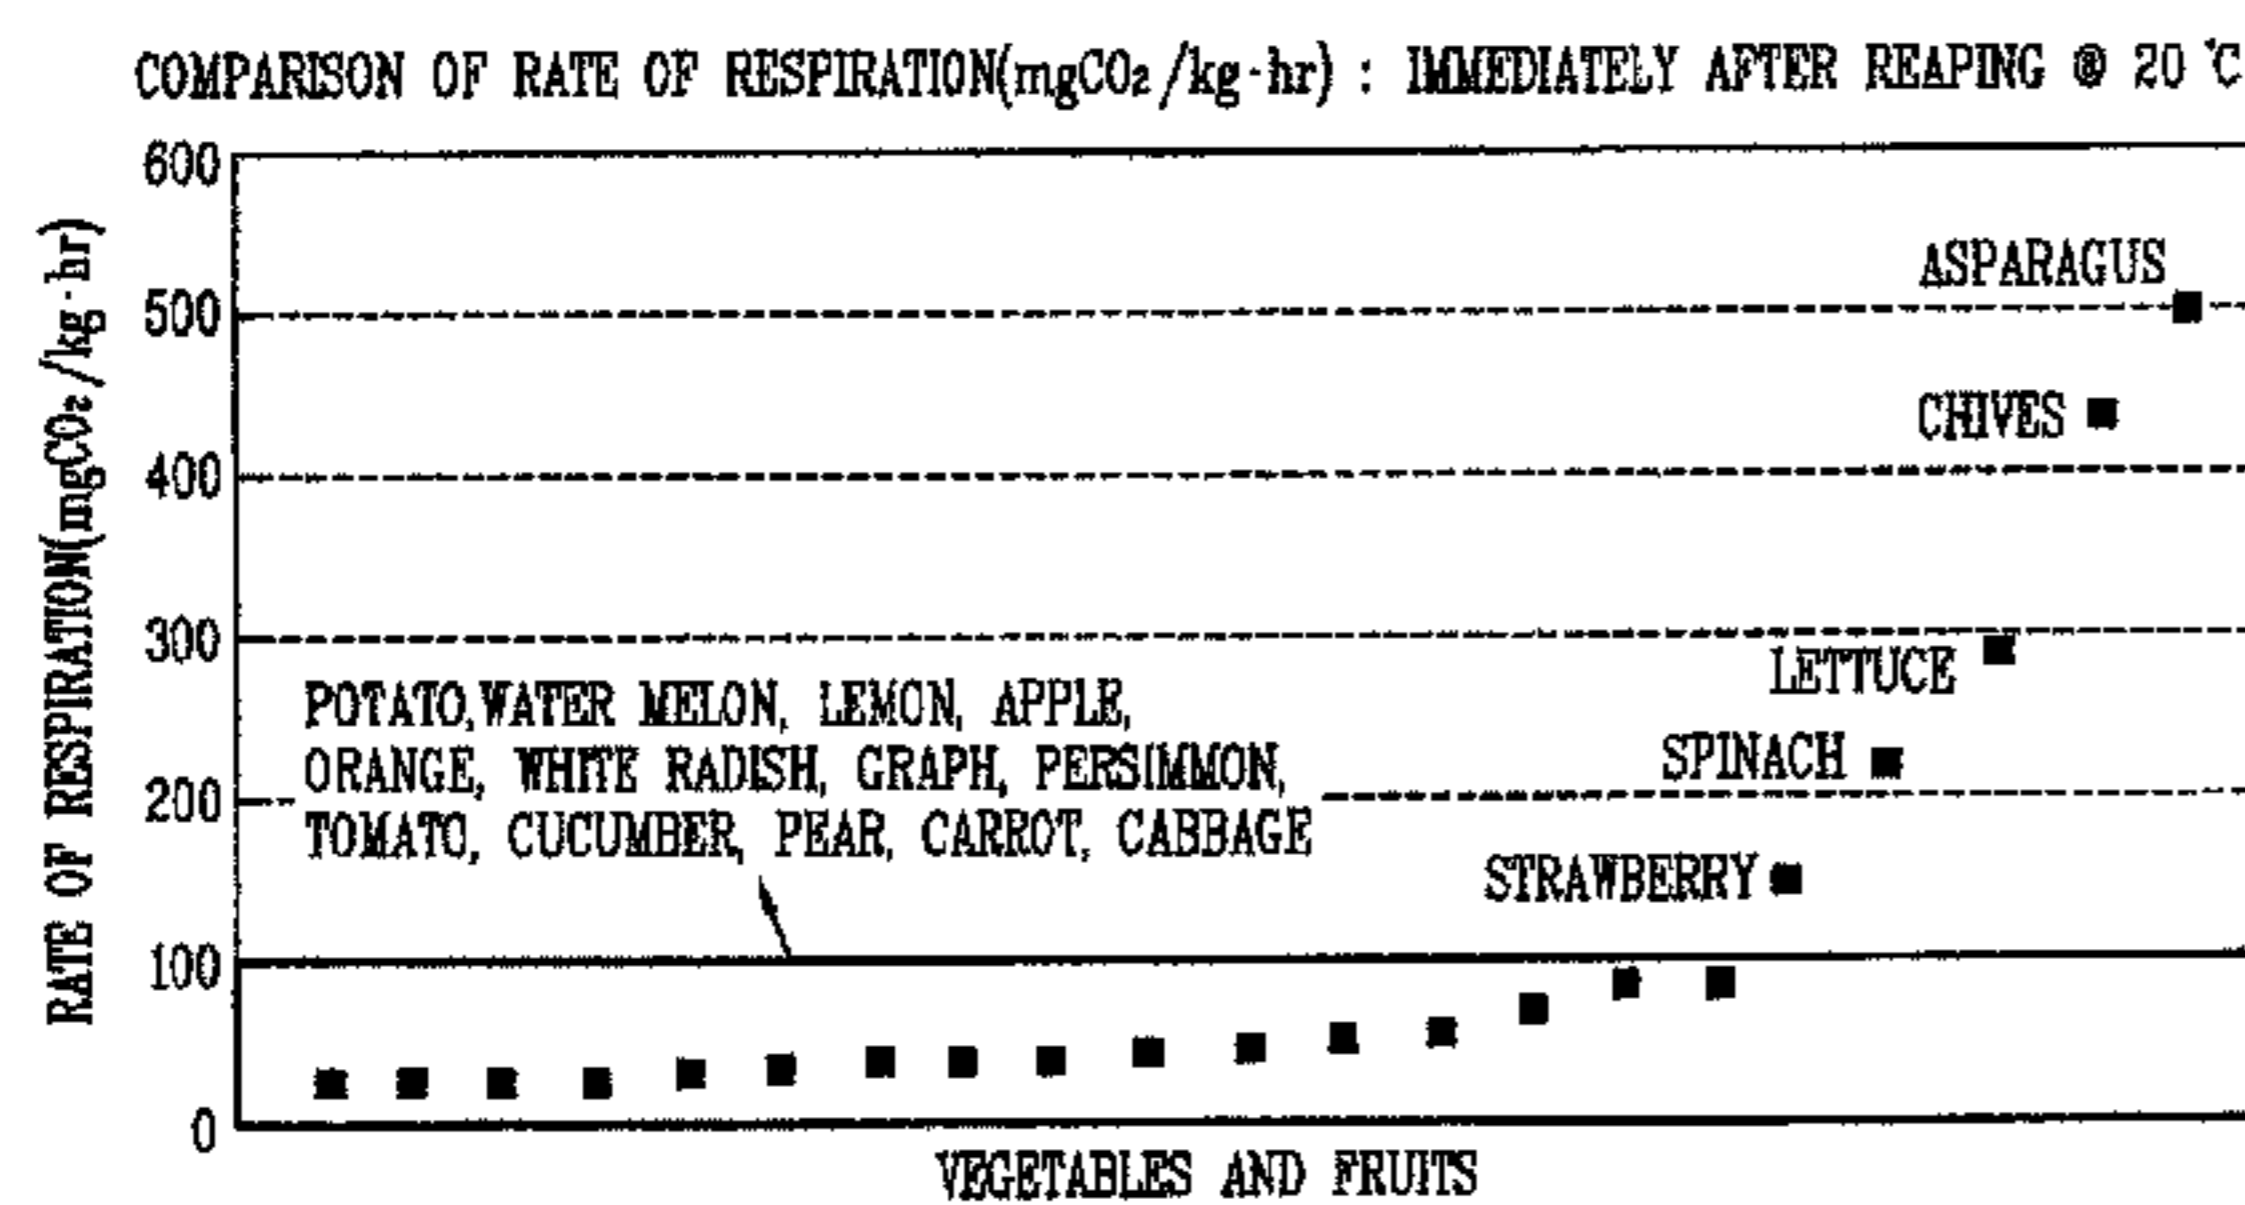 COMPARISON OF RATE OF RESPIRATION(mgCO₂/kg·hr) : IMMEDIATELY AFTER REAPING @ 20 ℃
RATE OF RESPIRATION(mgCO₂/kg·hr)
600
500
400
300
200
100
0
ASPARAGUS
CHIVES
LETTUCE
SPINACH
STRAWBERRY
POTATO,WATER MELON, LEMON, APPLE,
ORANGE, WHITE RADISH, GRAPH, PERSIMMON,
TOMATO, CUCUMBER, PEAR, CARROT, CABBAGE
VEGETABLES AND FRUITS